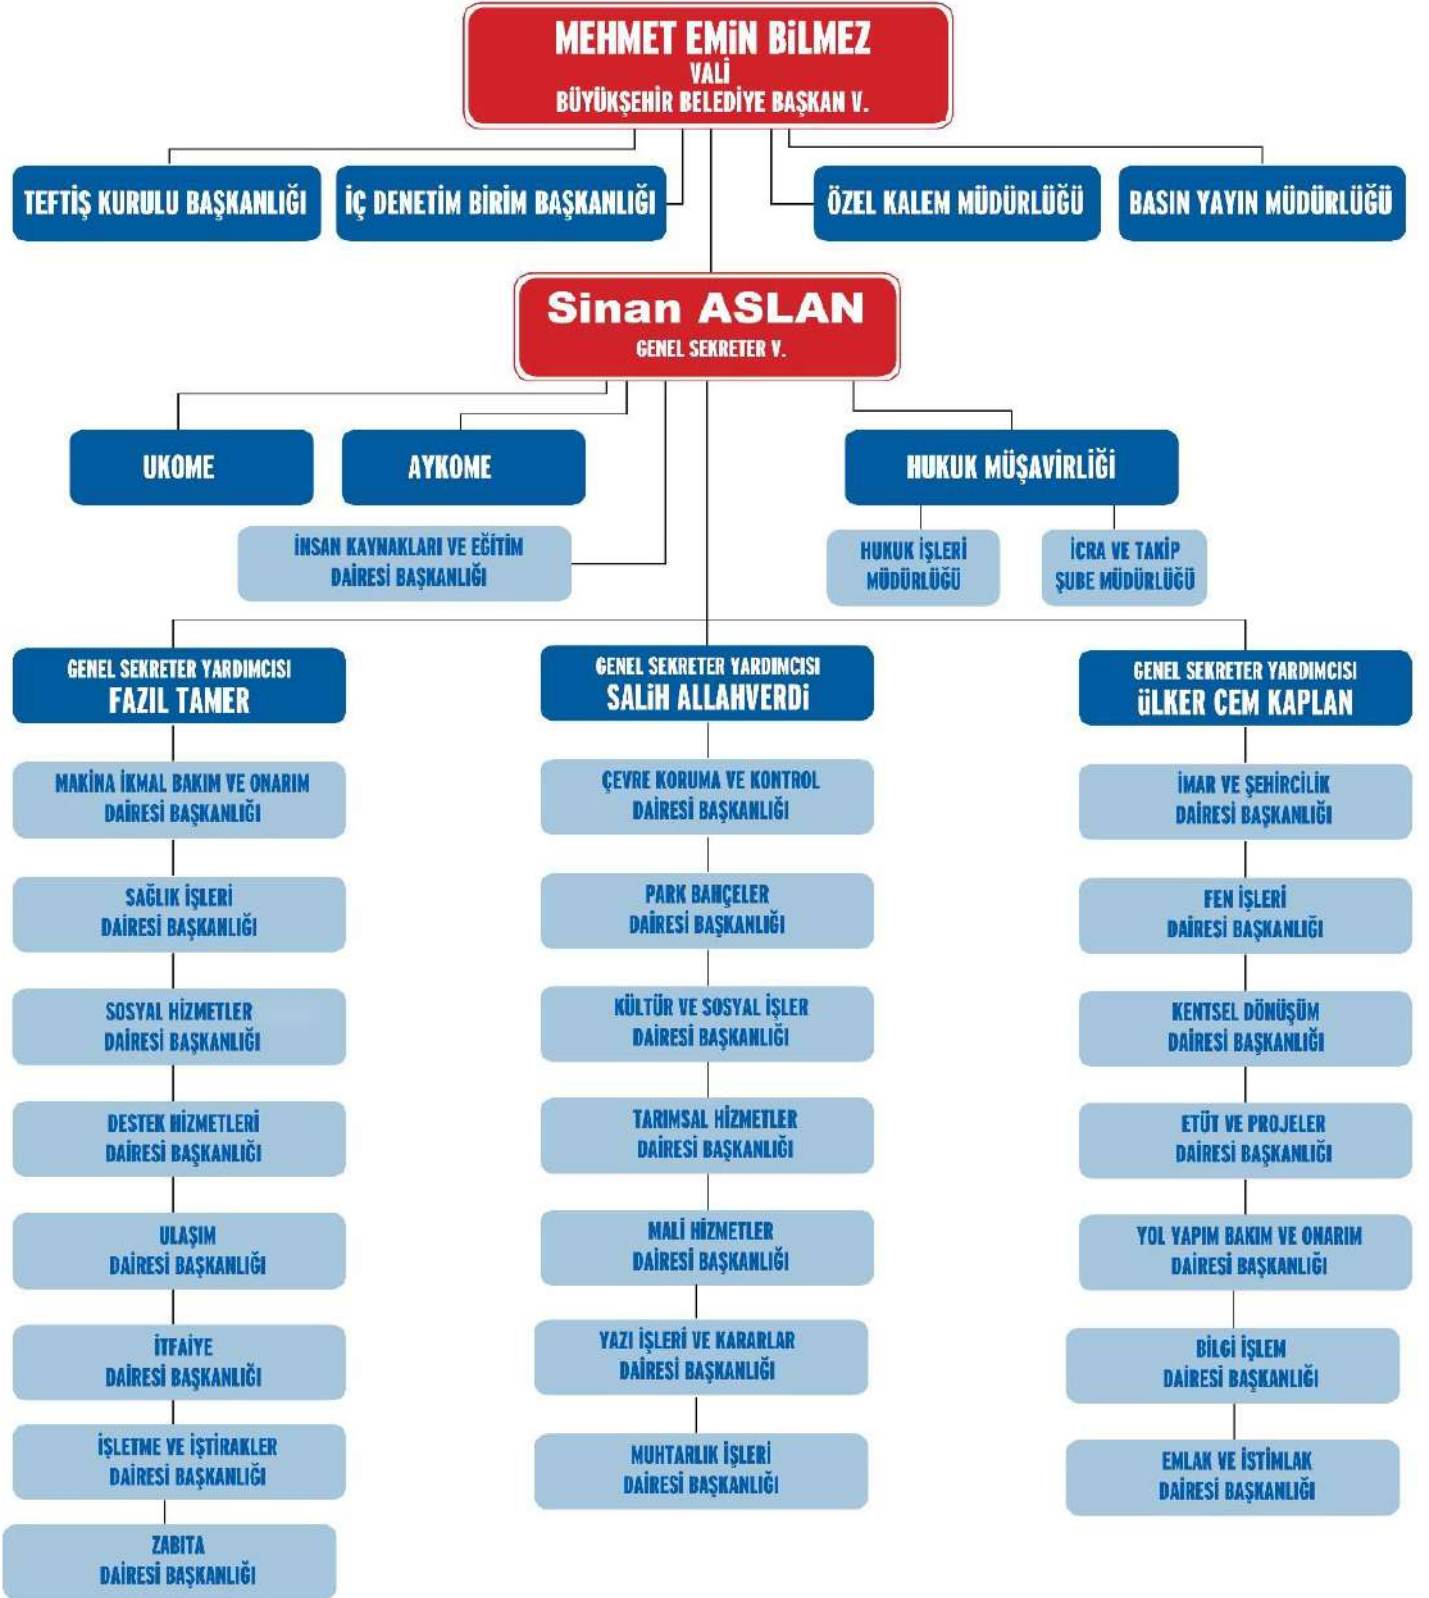 MEHMET EMiN BiLMEZ
VALİ
BÜYÜKŞEHİR BELEDİYE BAŞKAN V.
TEFTİŞ KURULU BAŞKANLIĞI
İÇ DENETİM BİRİM BAŞKANLIĞI
ÖZEL KALEM MÜDÜRLÜĞÜ
BASIN YAYIN MÜDÜRLÜĞÜ
Sinan ASLAN
GENEL SEKRETER V.
UKOME
AYKOME
HUKUK MÜŞAVİRLİĞİ
İNSAN KAYNAKLARI VE EĞİTİM
DAİRESİ BAŞKANLIĞI
HUKUK İŞLERİ
MÜDÜRLÜĞÜ
İCRA VE TAKİP
ŞUBE MÜDÜRLÜĞÜ
GENEL SEKRETER YARDIMCISI
FAZIL TAMER
MAKİNA İKMAL BAKIM VE ONARIM
DAİRESİ BAŞKANLIĞI
SAĞLIK İŞLERİ
DAİRESİ BAŞKANLIĞI
SOSYAL HİZMETLER
DAİRESİ BAŞKANLIĞI
DESTEK HİZMETLERİ
DAİRESİ BAŞKANLIĞI
ULAŞIM
DAİRESİ BAŞKANLIĞI
İTFAİYE
DAİRESİ BAŞKANLIĞI
İŞLETME VE İŞTİRAKLER
DAİRESİ BAŞKANLIĞI
ZABITA
DAİRESİ BAŞKANLIĞI
GENEL SEKRETER YARDIMCISI
SALiH ALLAHVERDi
ÇEVRE KORUMA VE KONTROL
DAİRESİ BAŞKANLIĞI
PARK BAHÇELER
DAİRESİ BAŞKANLIĞI
KÜLTÜR VE SOSYAL İŞLER
DAİRESİ BAŞKANLIĞI
TARIMSAL HİZMETLER
DAİRESİ BAŞKANLIĞI
MALİ HİZMETLER
DAİRESİ BAŞKANLIĞI
YAZI İŞLERİ VE KARARLAR
DAİRESİ BAŞKANLIĞI
MUHTARLIK İŞLERİ
DAİRESİ BAŞKANLIĞI
GENEL SEKRETER YARDIMCISI
üLKER CEM KAPLAN
İMAR VE ŞEHİRCİLİK
DAİRESİ BAŞKANLIĞI
FEN İŞLERİ
DAİRESİ BAŞKANLIĞI
KENTSEL DÖNÜŞÜM
DAİRESİ BAŞKANLIĞI
ETÜT VE PROJELER
DAİRESİ BAŞKANLIĞI
YOL YAPIM BAKIM VE ONARIM
DAİRESİ BAŞKANLIĞI
BİLGİ İŞLEM
DAİRESİ BAŞKANLIĞI
EMLAK VE İSTİMLAK
DAİRESİ BAŞKANLIĞI